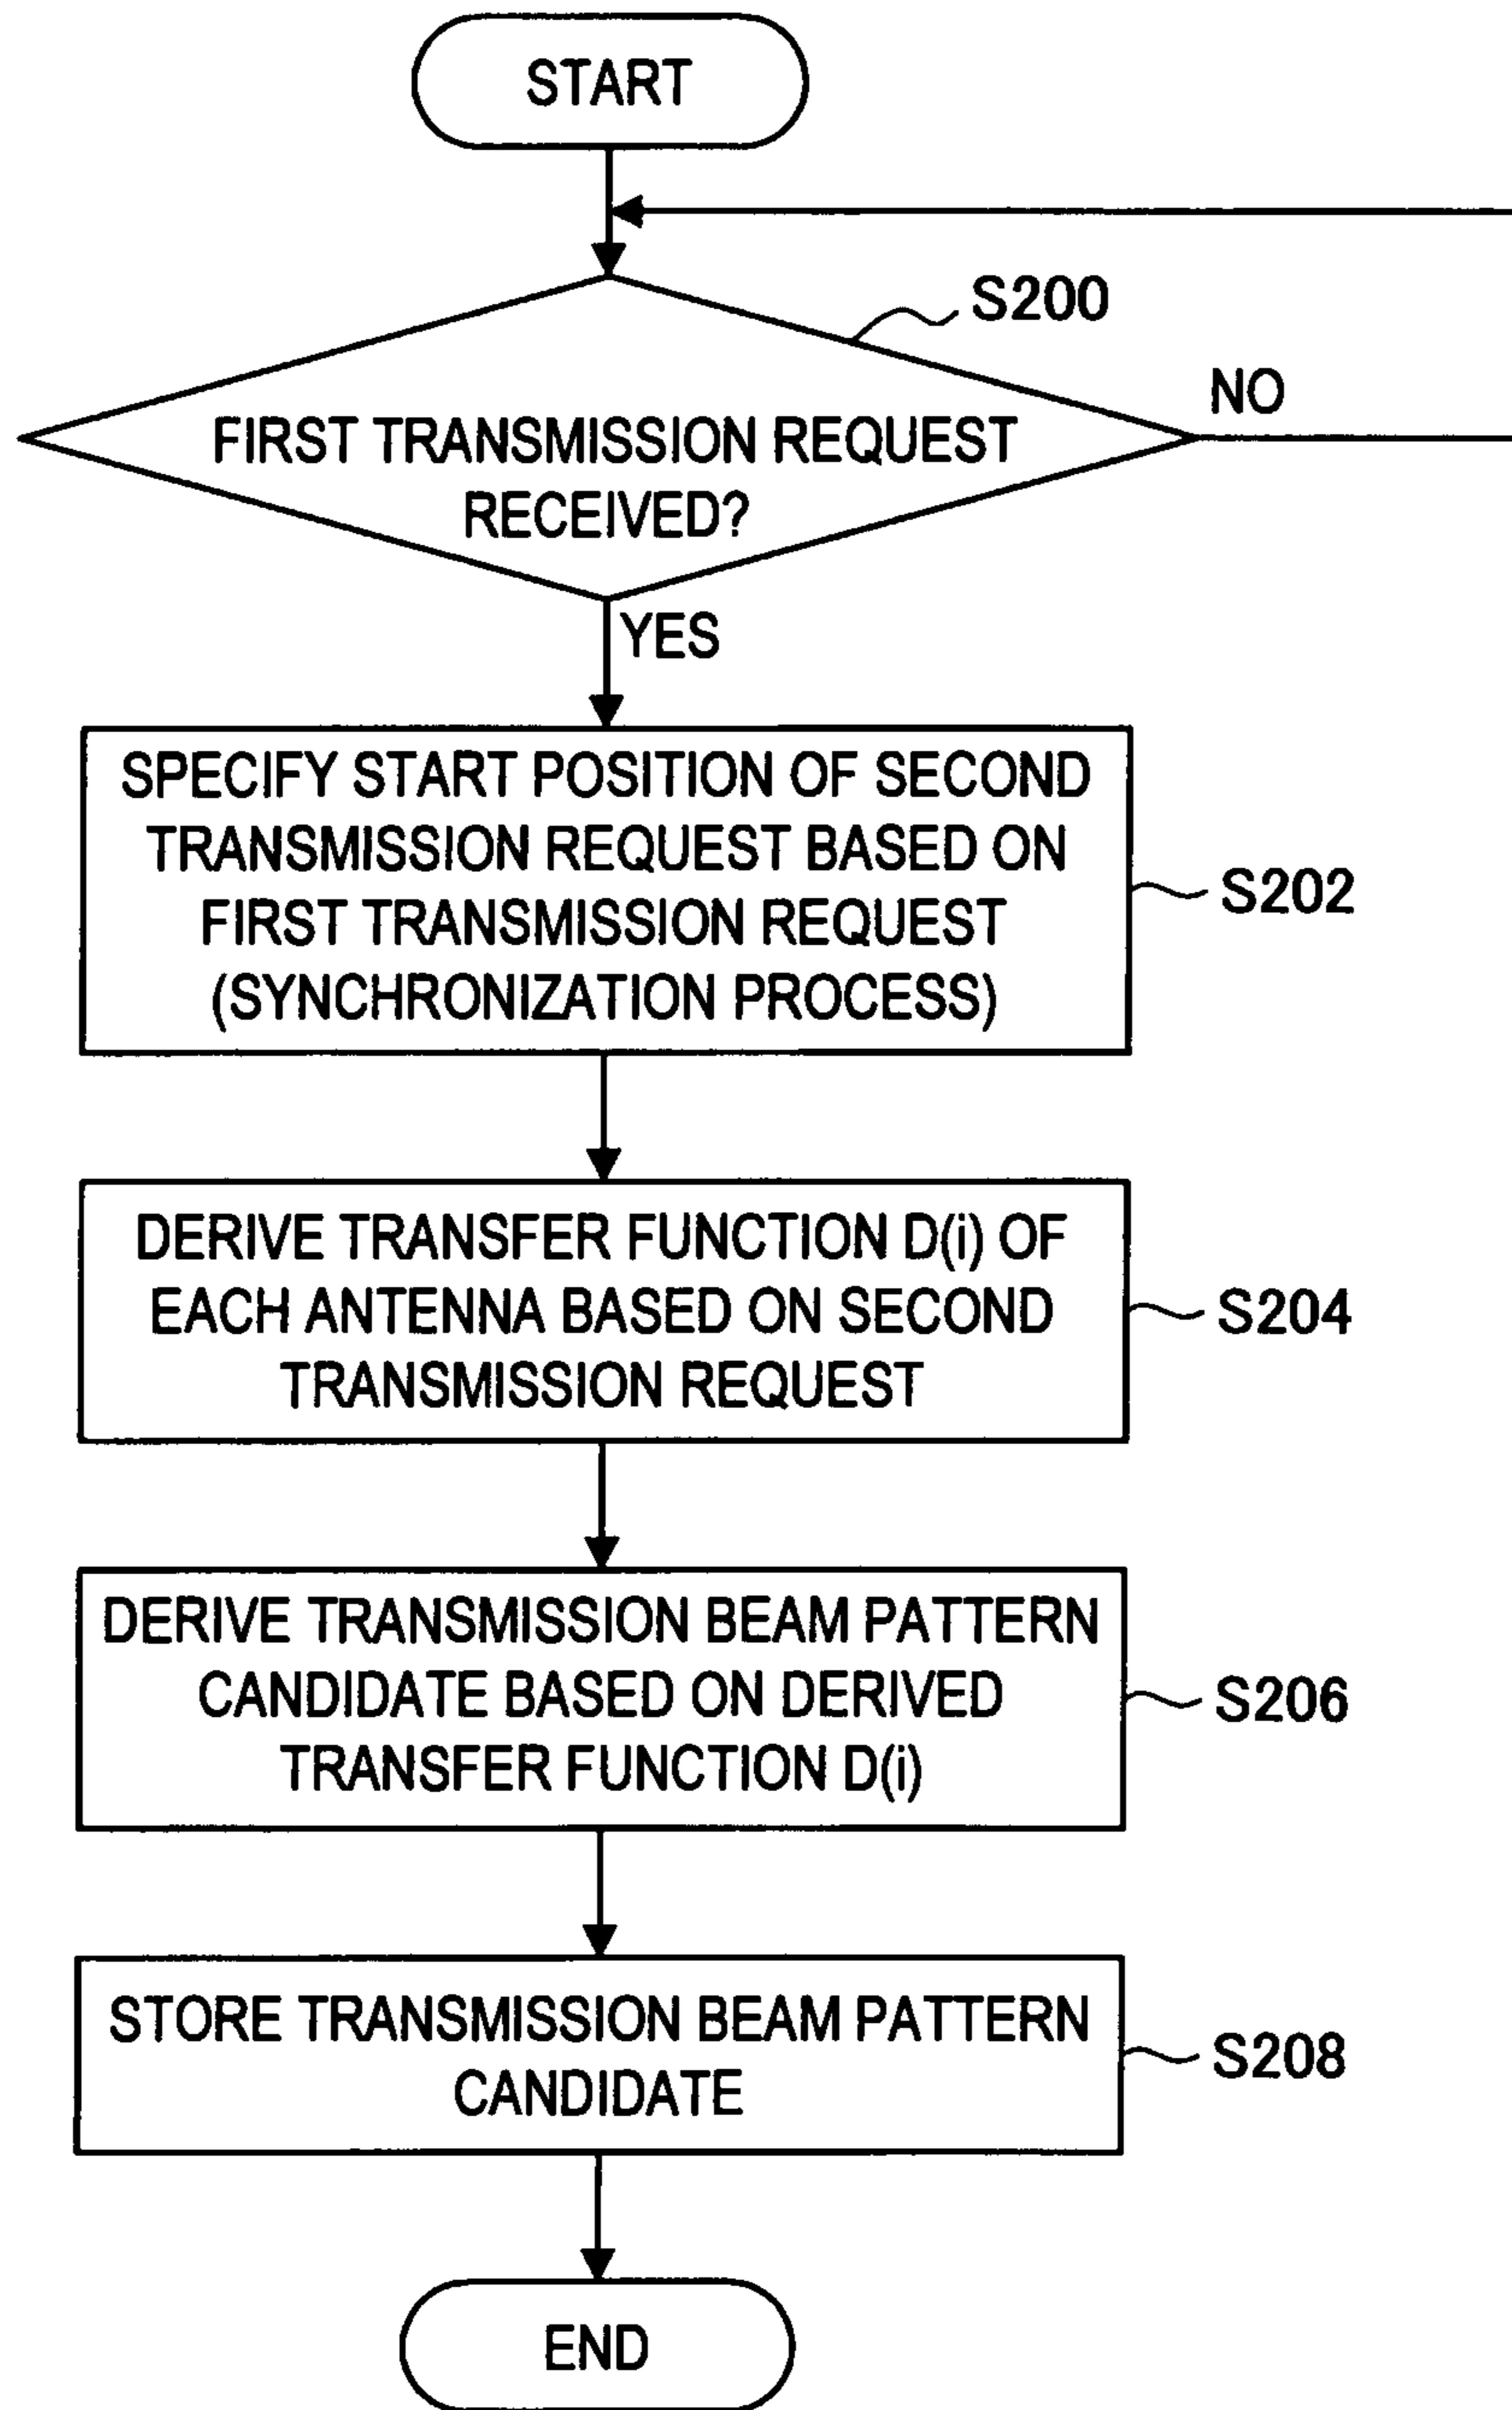 START
S200
NO
FIRST TRANSMISSION REQUEST
RECEIVED?
YES
SPECIFY START POSITION OF SECOND
TRANSMISSION REQUEST BASED ON
FIRST TRANSMISSION REQUEST
(SYNCHRONIZATION PROCESS)
S202
DERIVE TRANSFER FUNCTION D(i) OF
EACH ANTENNA BASED ON SECOND
TRANSMISSION REQUEST
S204
DERIVE TRANSMISSION BEAM PATTERN
CANDIDATE BASED ON DERIVED
TRANSFER FUNCTION D(i)
S206
STORE TRANSMISSION BEAM PATTERN
CANDIDATE
S208
END